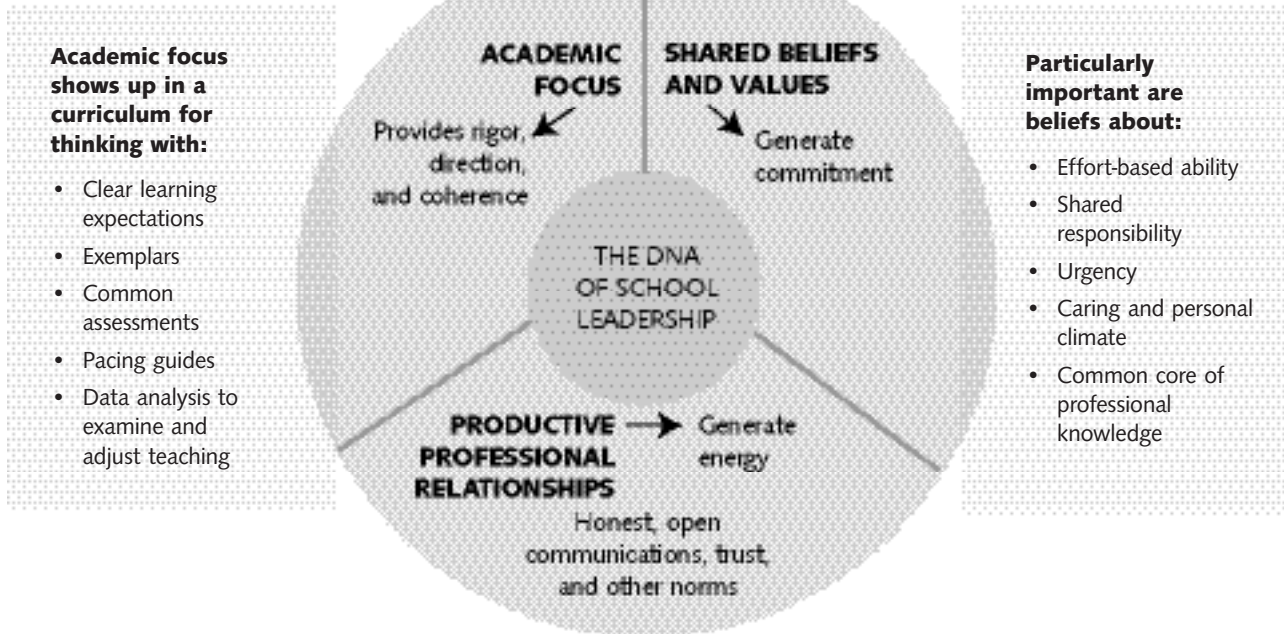 Academic focus
shows up in a
curriculum for
thinking with:
• Clear learning
expectations
• Exemplars
• Common
assessments
• Pacing guides
• Data analysis to
examine and
adjust teaching
ACADEMIC
FOCUS
Provides rigor,
direction,
and coherence
SHARED BELIEFS
AND VALUES
Generate
commitment
THE DNA
OF SCHOOL
LEADERSHIP
PRODUCTIVE
PROFESSIONAL
RELATIONSHIPS
Generate
energy
Honest, open
communications, trust,
and other norms
Particularly
important are
beliefs about:
• Effort-based ability
• Shared
responsibility
• Urgency
• Caring and personal
climate
• Common core of
professional
knowledge